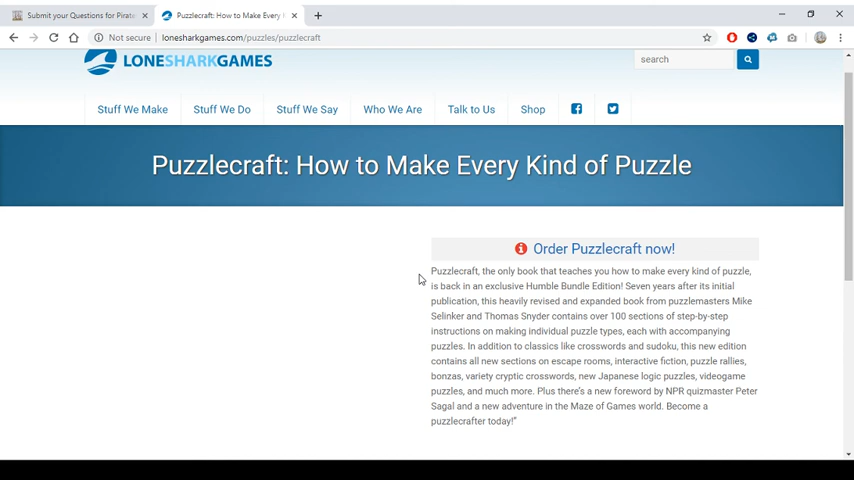 Submit your Questions for Pirate
Puzzlecraft: How to Make Every K
Not secure
lonesharkgames.com/puzzles/puzzlecraft
LONESHARKGAMES
search
Stuff We Make
Stuff We Do
Stuff We Say
Who We Are
Talk to Us
Shop
Puzzlecraft: How to Make Every Kind of Puzzle
Order Puzzlecraft now!
Puzzlecraft, the only book that teaches you how to make every kind of puzzle,
is back in an exclusive Humble Bundle Edition! Seven years after its initial
publication, this heavily revised and expanded book from puzzlemasters Mike
Selinker and Thomas Snyder contains over 100 sections of step-by-step
instructions on making individual puzzle types, each with accompanying
puzzles. In addition to classics like crosswords and sudoku, this new edition
contains all new sections on escape rooms, interactive fiction, puzzle rallies,
bonzas, variety cryptic crosswords, new Japanese logic puzzles, videogame
puzzles, and much more. Plus there's a new foreword by NPR quizmaster Peter
Sagal and a new adventure in the Maze of Games world. Become a
puzzlecrafter today!"